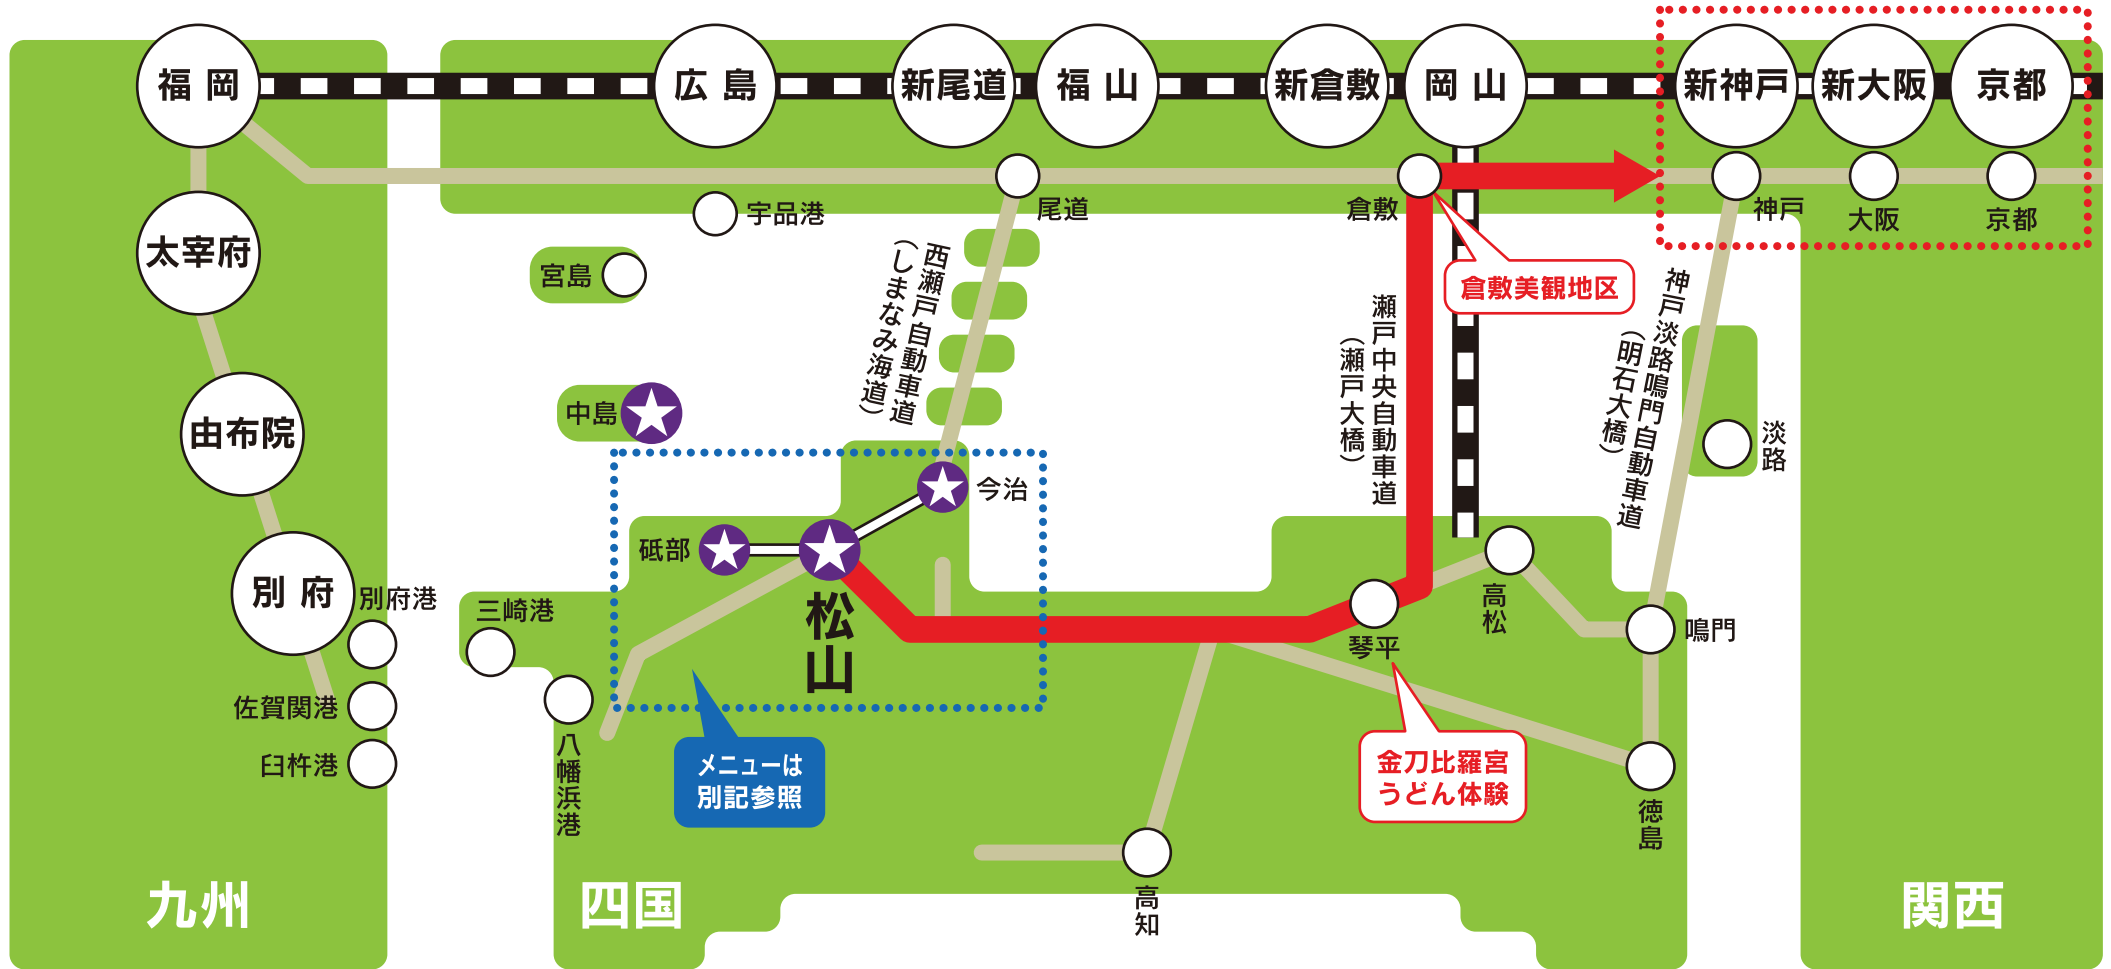 福岡
広島
新尾道
福山
新倉敷
岡山
新神戸
新大阪
京都
太宰府
由布院
別府
宇品港
尾道
倉敷
神戸
大阪
京都
宮島
中島
西瀬戸自動車道
（しまなみ海道）
倉敷美観地区
瀬戸中央自動車道
（瀬戸大橋）
神戸淡路鳴門自動車道
（明石大橋）
淡路
今治
砥部
松山
別府港
三崎港
佐賀関港
臼杵港
八幡浜港
高松
琴平
鳴門
徳島
高知
メニューは
別記参照
金刀比羅宮
うどん体験
九州
四国
関西